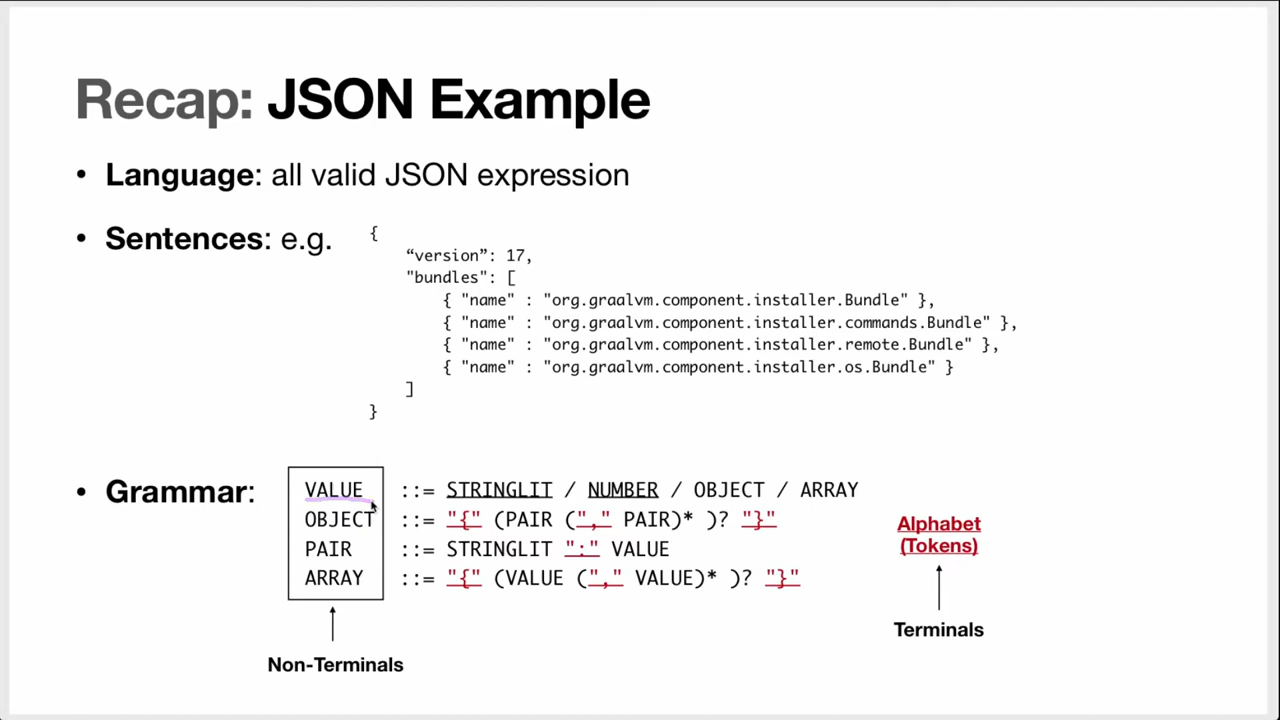 Recap: JSON Example
• Language: all valid JSON expression
• Sentences: e.g.
{
“version”: 17,
"bundles": [
{ "name" : "org.graalvm.component.installer.Bundle" },
{ "name" : "org.graalvm.component.installer.commands.Bundle" },
{ "name" : "org.graalvm.component.installer.remote.Bundle" },
{ "name" : "org.graalvm.component.installer.os.Bundle" }
]
}
• Grammar:
VALUE ::= STRINGLIT / NUMBER / OBJECT / ARRAY
OBJECT ::= "{" (PAIR ("," PAIR)* )? "}"
PAIR ::= STRINGLIT ":" VALUE
ARRAY ::= "{" (VALUE ("," VALUE)* )? "}"
Alphabet
(Tokens)
Terminals
Non-Terminals